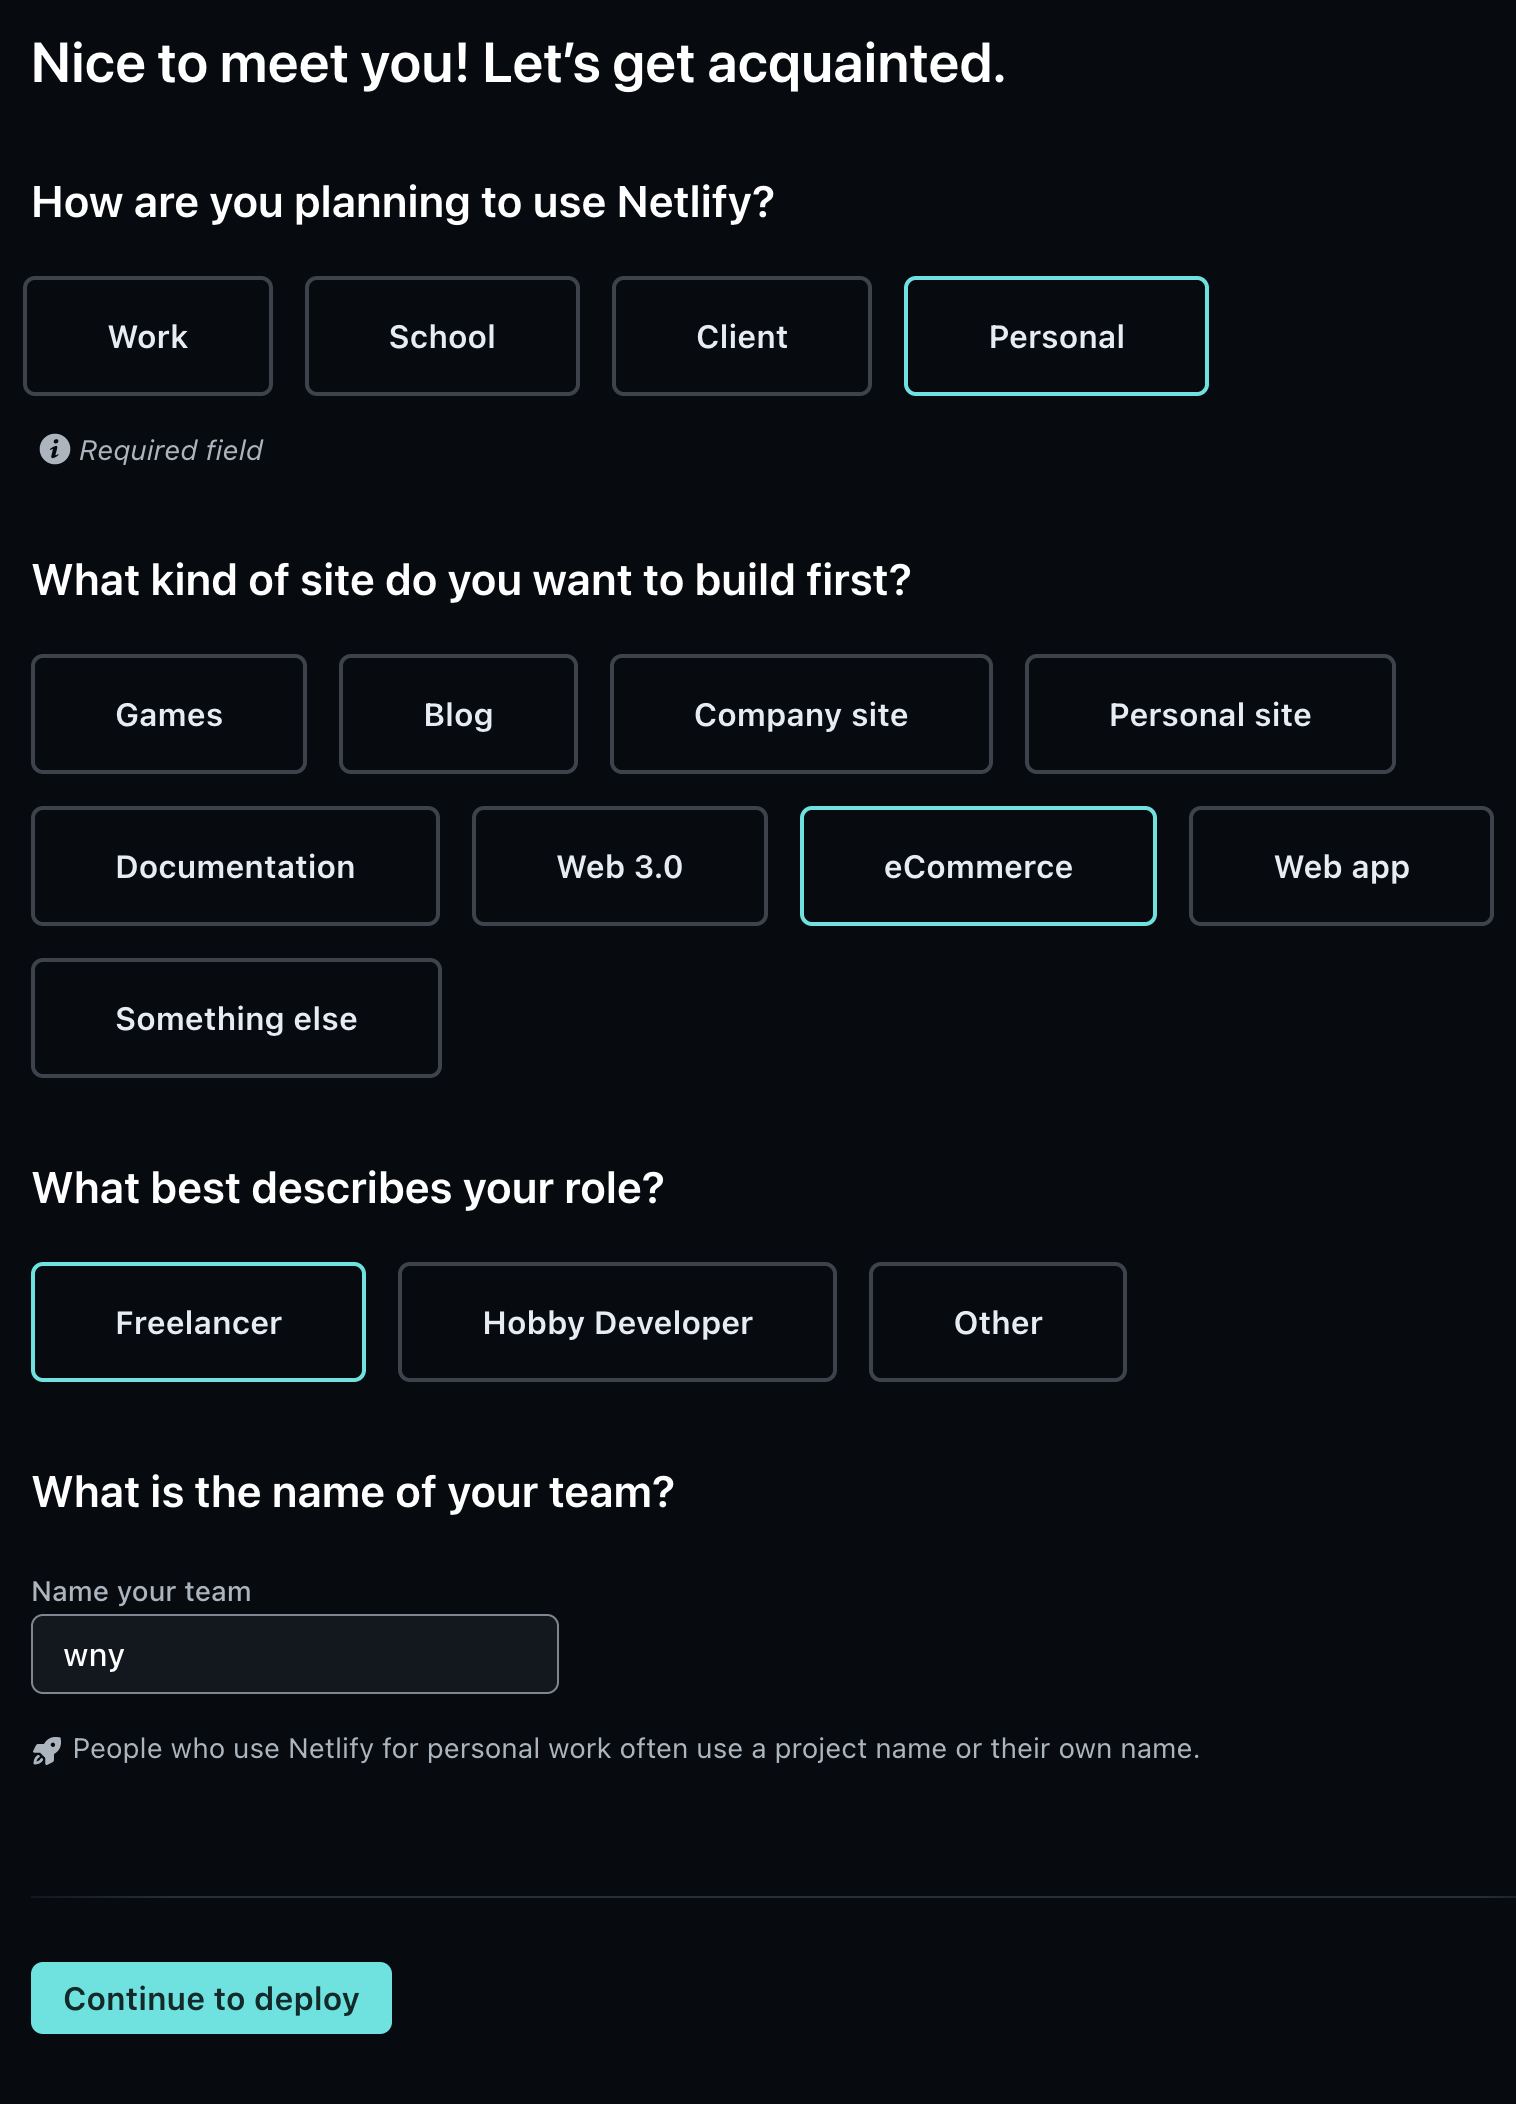 Nice to meet you! Let’s get acquainted.
How are you planning to use Netlify?
Work School Client Personal
Required field
What kind of site do you want to build first?
Games Blog Company site Personal site
Documentation Web 3.0 eCommerce Web app
Something else
What best describes your role?
Freelancer Hobby Developer Other
What is the name of your team?
Name your team
wny
People who use Netlify for personal work often use a project name or their own name.
Continue to deploy